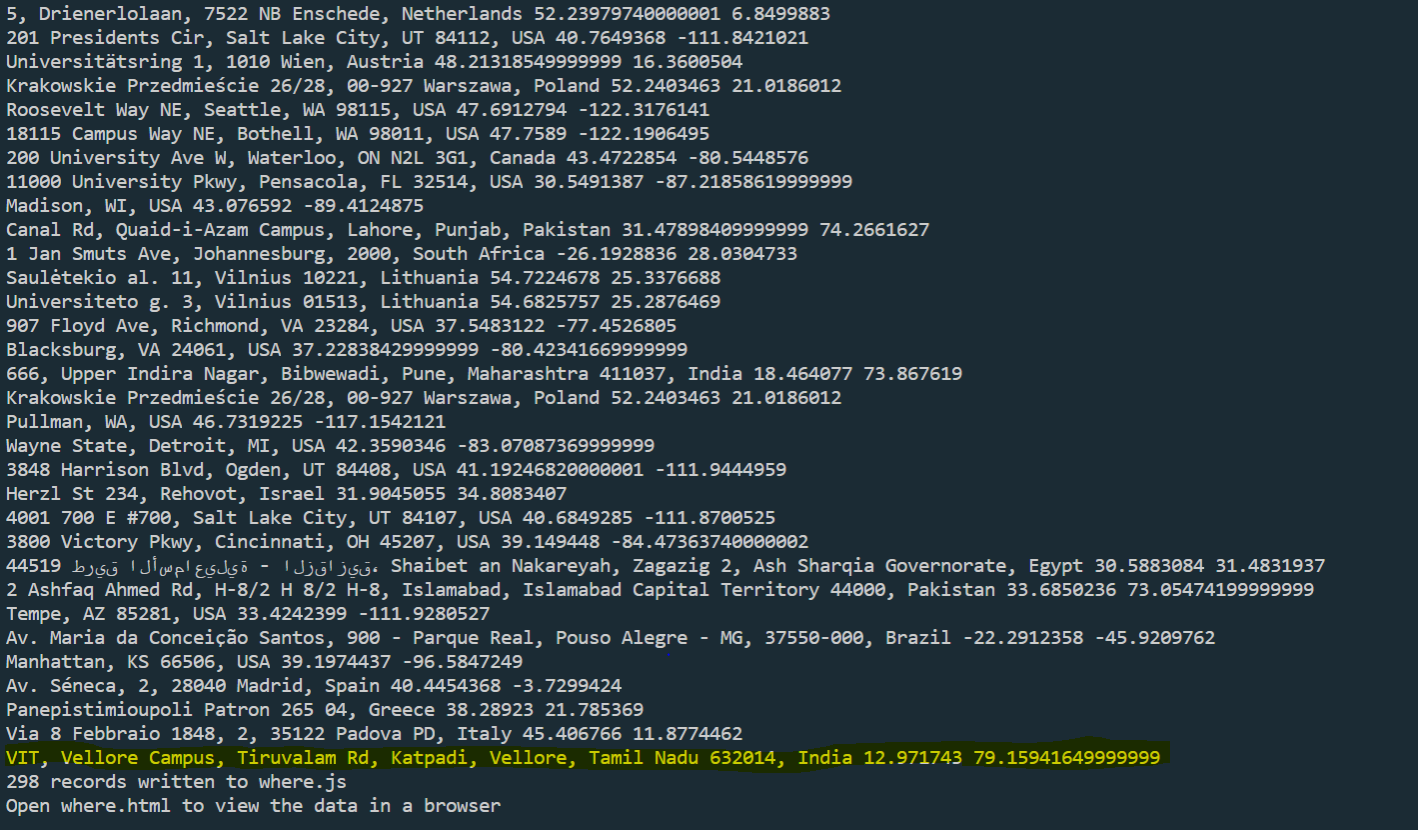 5, Drienerlolaan, 7522 NB Enschede, Netherlands 52.23979740000001 6.8499883
201 Presidents Cir, Salt Lake City, UT 84112, USA 40.7649368 -111.8421021
Universitätsring 1, 1010 Wien, Austria 48.21318549999999 16.3600504
Krakowskie Przedmieście 26/28, 00-927 Warszawa, Poland 52.2403463 21.0186012
Roosevelt Way NE, Seattle, WA 98115, USA 47.6912794 -122.3176141
18115 Campus Way NE, Bothell, WA 98011, USA 47.7589 -122.1906495
200 University Ave W, Waterloo, ON N2L 3G1, Canada 43.4722854 -80.5448576
11000 University Pkwy, Pensacola, FL 32514, USA 30.5491387 -87.21858619999999
Madison, WI, USA 43.076592 -89.4124875
Canal Rd, Quaid-i-Azam Campus, Lahore, Punjab, Pakistan 31.47898409999999 74.2661627
1 Jan Smuts Ave, Johannesburg, 2000, South Africa -26.1928836 28.0304733
Saulėtekio al. 11, Vilnius 10221, Lithuania 54.7224678 25.3376688
Universiteto g. 3, Vilnius 01513, Lithuania 54.6825757 25.2876469
907 Floyd Ave, Richmond, VA 23284, USA 37.5483122 -77.4526805
Blacksburg, VA 24061, USA 37.22838429999999 -80.42341669999999
666, Upper Indira Nagar, Bibwewadi, Pune, Maharashtra 411037, India 18.464077 73.867619
Krakowskie Przedmieście 26/28, 00-927 Warszawa, Poland 52.2403463 21.0186012
Pullman, WA, USA 46.7319225 -117.1542121
Wayne State, Detroit, MI, USA 42.3590346 -83.07087369999999
3848 Harrison Blvd, Ogden, UT 84408, USA 41.19246820000001 -111.9444959
Herzl St 234, Rehovot, Israel 31.9045055 34.8083407
4001 700 E #700, Salt Lake City, UT 84107, USA 40.6849285 -111.8700525
3800 Victory Pkwy, Cincinnati, OH 45207, USA 39.149448 -84.47363740000002
44519 طريق الأسماعيلية - الزقازيق، Shaibet an Nakareyah, Zagazig 2, Ash Sharqia Governorate, Egypt 30.5883084 31.4831937
2 Ashfaq Ahmed Rd, H-8/2 H 8/2 H-8, Islamabad, Islamabad Capital Territory 44000, Pakistan 33.6850236 73.05474199999999
Tempe, AZ 85281, USA 33.4242399 -111.9280527
Av. Maria da Conceição Santos, 900 - Parque Real, Pouso Alegre - MG, 37550-000, Brazil -22.2912358 -45.9209762
Manhattan, KS 66506, USA 39.1974437 -96.5847249
Av. Séneca, 2, 28040 Madrid, Spain 40.4454368 -3.7299424
Panepistimioupoli Patron 265 04, Greece 38.28923 21.785369
Via 8 Febbraio 1848, 2, 35122 Padova PD, Italy 45.406766 11.8774462
VIT, Vellore Campus, Tiruvalam Rd, Katpadi, Vellore, Tamil Nadu 632014, India 12.971743 79.15941649999999
298 records written to where.js
Open where.html to view the data in a browser